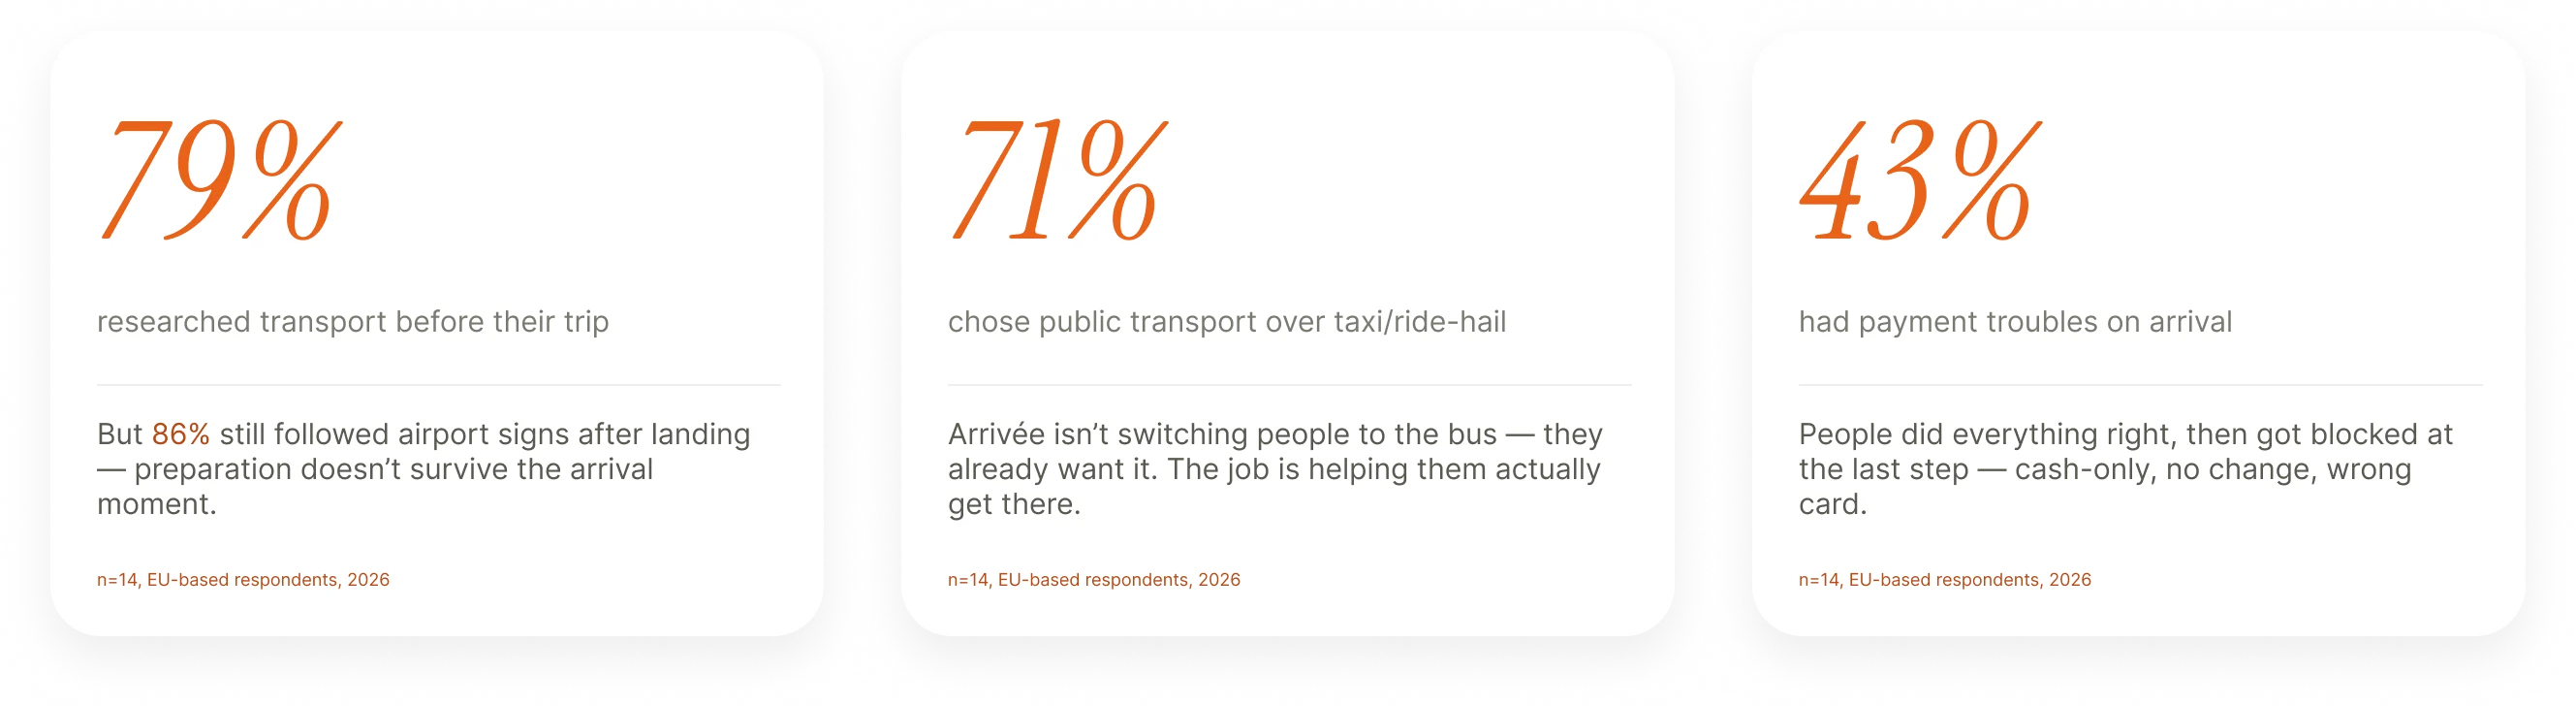 79%
researched transport before their trip
But 86% still followed airport signs after landing
— preparation doesn’t survive the arrival
moment.
n=14, EU-based respondents, 2026
71%
chose public transport over taxi/ride-hail
Arrivée isn’t switching people to the bus — they
already want it. The job is helping them actually
get there.
n=14, EU-based respondents, 2026
43%
had payment troubles on arrival
People did everything right, then got blocked at
the last step — cash-only, no change, wrong
card.
n=14, EU-based respondents, 2026